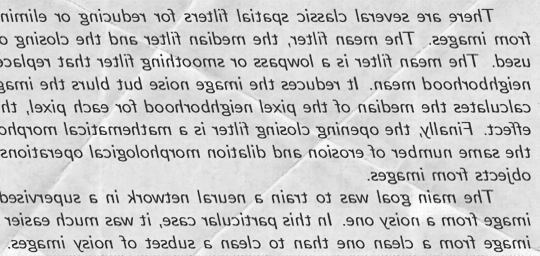 There are several classic spatial filters for reducing or elimin
from images. The mean filter, the median filter and the closing o
used. The mean filter is a lowpass or smoothing filter that replace
neighborhood mean. It reduces the image noise but blurs the imag
calculates the median of the pixel neighborhood for each pixel, th
effect. Finally, the opening closing filter is a mathematical morpho
the same number of erosion and dilation morphological operations
objects from images.
The main goal was to train a neural network in a supervised
image from a noisy one. In this particular case, it was much easier
image from a clean one than to clean a subset of noisy images.